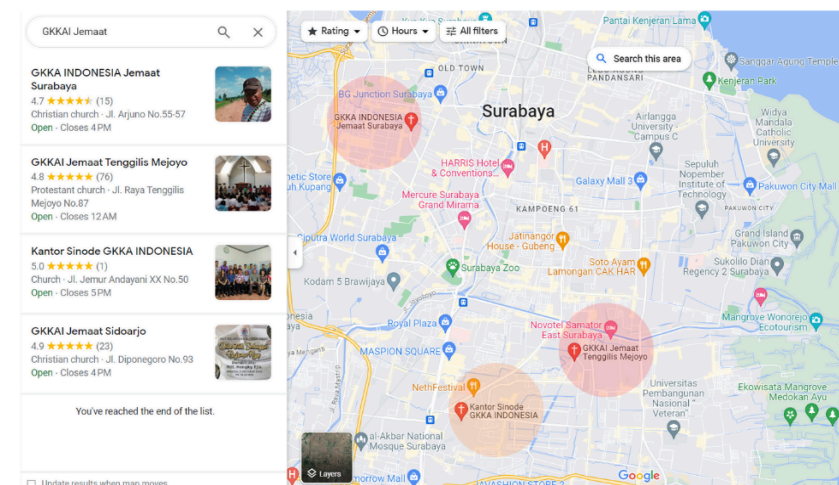 GKKAI Jemaat
GKKA INDONESIA Jemaat
Surabaya
4.7 (15)
Christian church · Jl. Arjuno No.55-57
Open · Closes 4 PM
GKKAI Jemaat Tenggilis Mejoyo
4.8 (76)
Protestant church · Jl. Raya Tenggilis
Mejoyo No.87
Open · Closes 12 AM
Kantor Sinode GKKA INDONESIA
5.0 (1)
Church · Jl. Jemur Andayani XX No.50
Open · Closes 5 PM
GKKAI Jemaat Sidoarjo
4.9 (23)
Christian church · Jl. Diponegoro No.93
Open · Closes 4 PM
You've reached the end of the list.
Update results when map moves
Rating
Hours
All filters
Pantai Kenjeran Lama
Search this area
Sanggar Agung Temple
OLD TOWN
PANDANSARI
Kenjeran Park
BG Junction Surabaya
Surabaya
GKKA INDONESIA
Jemaat Surabaya
Airlangga
University -
Campus C
Widya
Mandala
Catholic
University
HARRIS Hotel
& Conventions...
Galaxy Mall 3
Sepuluh
Nopember
Institute of
Technology
Pakuwon City Mall
uh Kupang
Mercure Surabaya
Grand Mirama
KAMPOENG 61
PAKUWON CITY
Ciputra World Surabaya
Jatinangor
House - Gubeng
Grand Island
Pakuwon City
Surabaya Zoo
Soto Ayam
Lamongan CAK HAR
Sukolilo Dian
Regency 2 Surabaya
Kodam 5 Brawijaya
Royal Plaza
Novotel Samator
East Surabaya
Mangrove Wonorejo
Ecotourism
MASPION SQUARE
GKKAI Jemaat
Tenggilis Mejoyo
NethFestival
Universitas
Pembangunan
Nasional "
Veteran"
Ekowisata Mangrove
Medokan Ayu
Kantor Sinode
GKKA INDONESIA
al-Akbar National
Mosque Surabaya
Layers
morrow Mall
Google